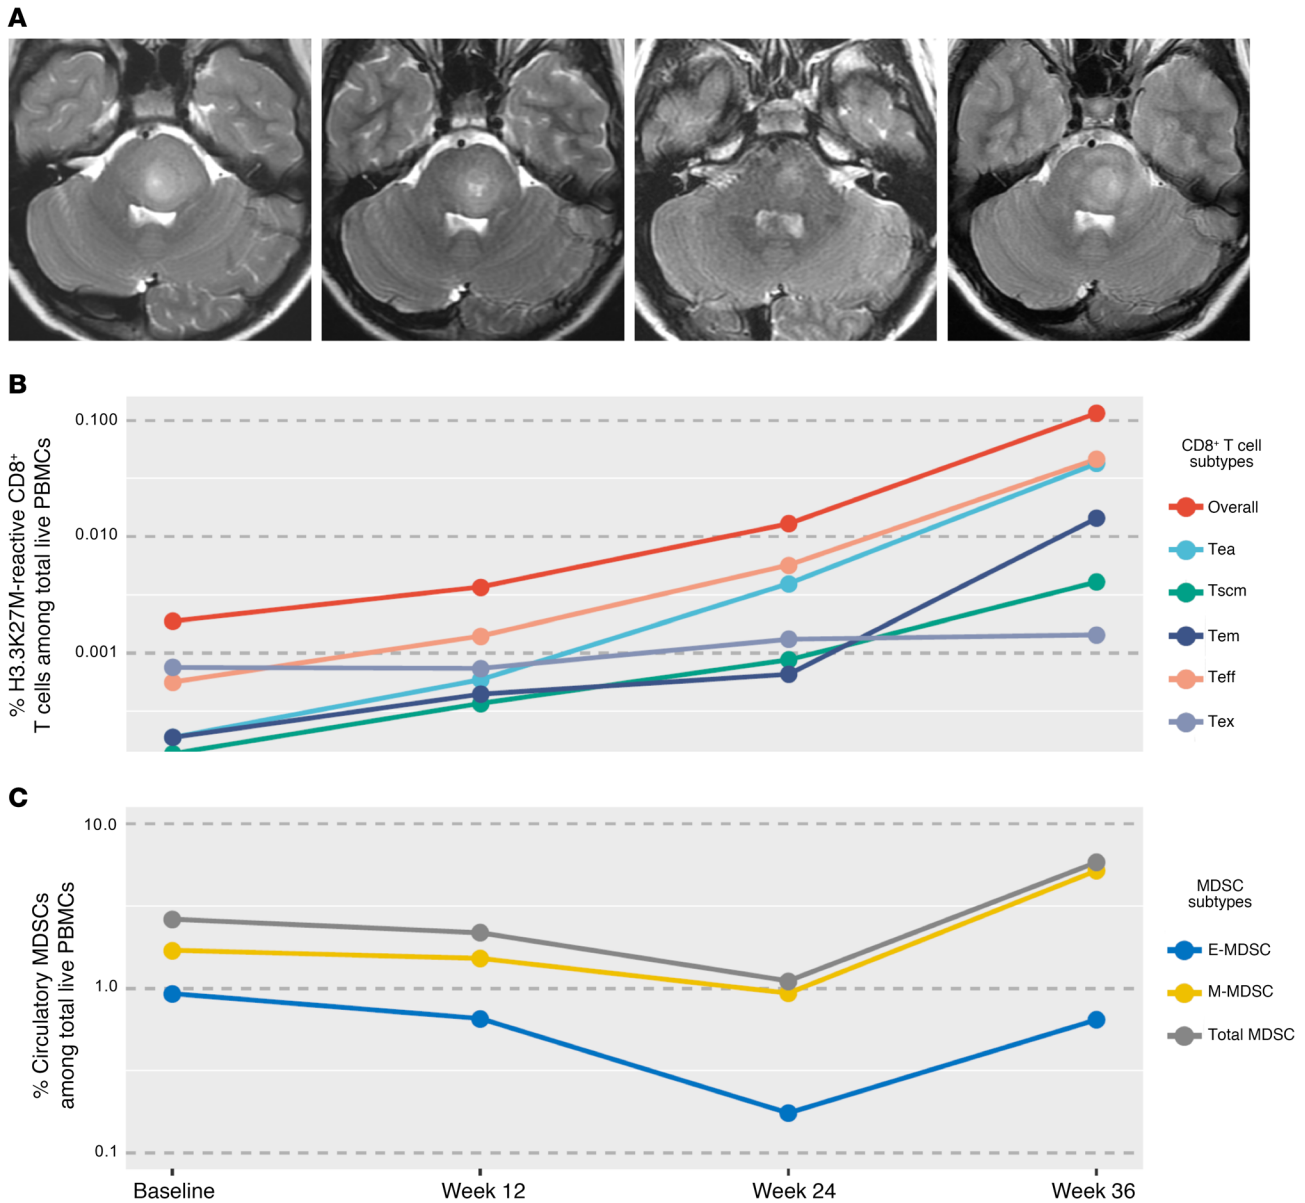 A
B
% H3.3K27M-reactive CD8⁺
T cells among total live PBMCs
0.100
0.010
0.001
CD8⁺ T cell
subtypes
Overall
Tea
Tscm
Tem
Teff
Tex
C
% Circulatory MDSCs
among total live PBMCs
10.0
1.0
0.1
MDSC
subtypes
E-MDSC
M-MDSC
Total MDSC
Baseline
Week 12
Week 24
Week 36